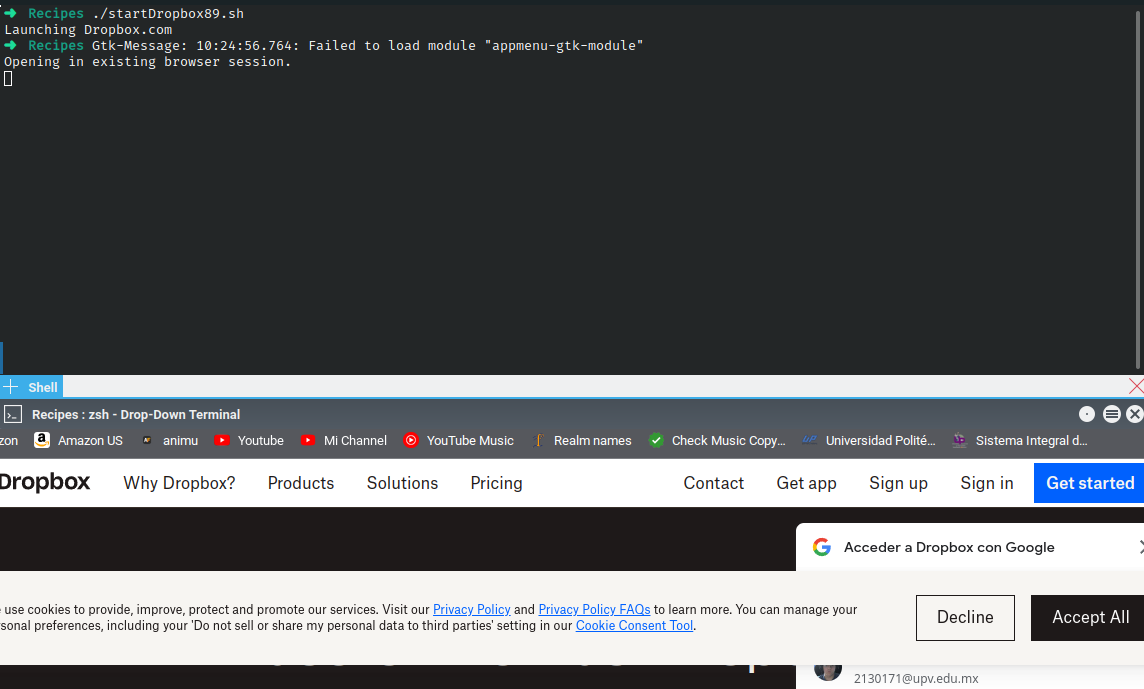 ➜ Recipes ./startDropbox89.sh
Launching Dropbox.com
➜ Recipes Gtk-Message: 10:24:56.764: Failed to load module "appmenu-gtk-module"
Opening in existing browser session.
Shell
Recipes : zsh - Drop-Down Terminal
zon Amazon US animu Youtube Mi Channel YouTube Music Realm names Check Music Copy... Universidad Polité... Sistema Integral d...
Dropbox Why Dropbox? Products Solutions Pricing Contact Get app Sign up Sign in Get started
Acceder a Dropbox con Google
use cookies to provide, improve, protect and promote our services. Visit our Privacy Policy and Privacy Policy FAQs to learn more. You can manage your
sonal preferences, including your 'Do not sell or share my personal data to third parties' setting in our Cookie Consent Tool.
Decline Accept All
2130171@upv.edu.mx